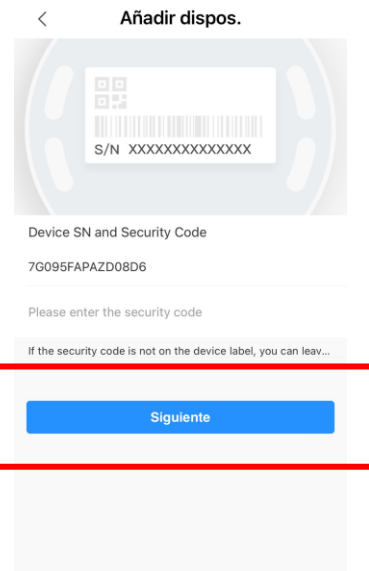 Añadir dispos.
S/N XXXXXXXXXXXXXX
Device SN and Security Code
7G095FAPAZD08D6
Please enter the security code
If the security code is not on the device label, you can leav...
Siguiente